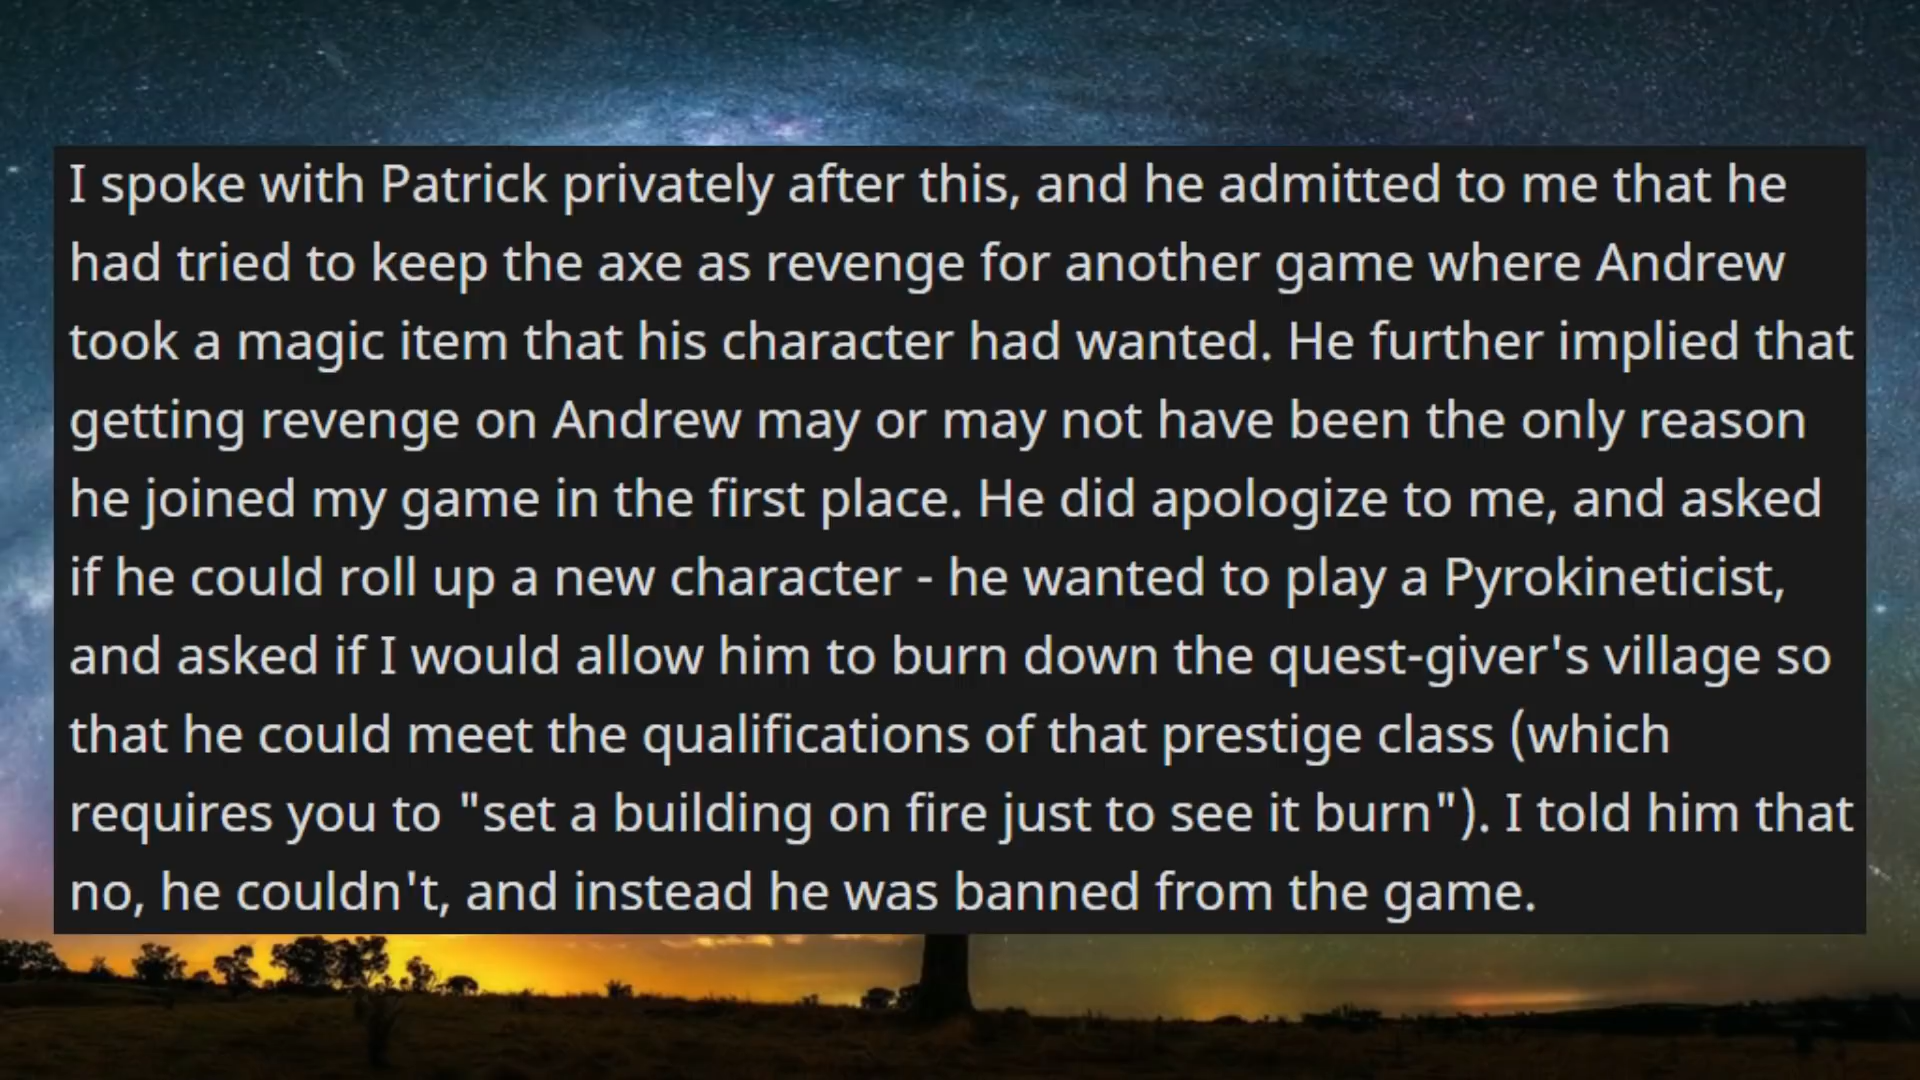 I spoke with Patrick privately after this, and he admitted to me that he
had tried to keep the axe as revenge for another game where Andrew
took a magic item that his character had wanted. He further implied that
getting revenge on Andrew may or may not have been the only reason
he joined my game in the first place. He did apologize to me, and asked
if he could roll up a new character - he wanted to play a Pyrokineticist,
and asked if I would allow him to burn down the quest-giver's village so
that he could meet the qualifications of that prestige class (which
requires you to "set a building on fire just to see it burn"). I told him that
no, he couldn't, and instead he was banned from the game.